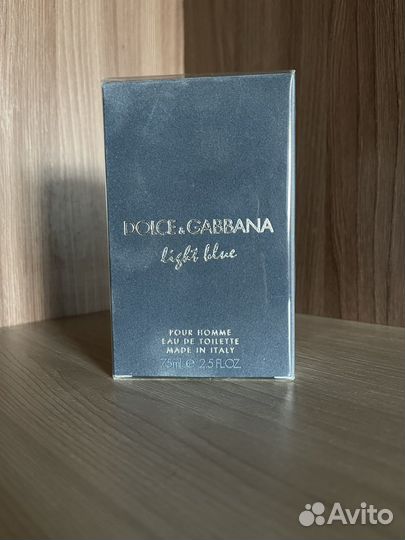 DOLCE & GABBANA
light blue
POUR HOMME
EAU DE TOILETTE
MADE IN ITALY
75ml e 2.5 FL.OZ.
Avito